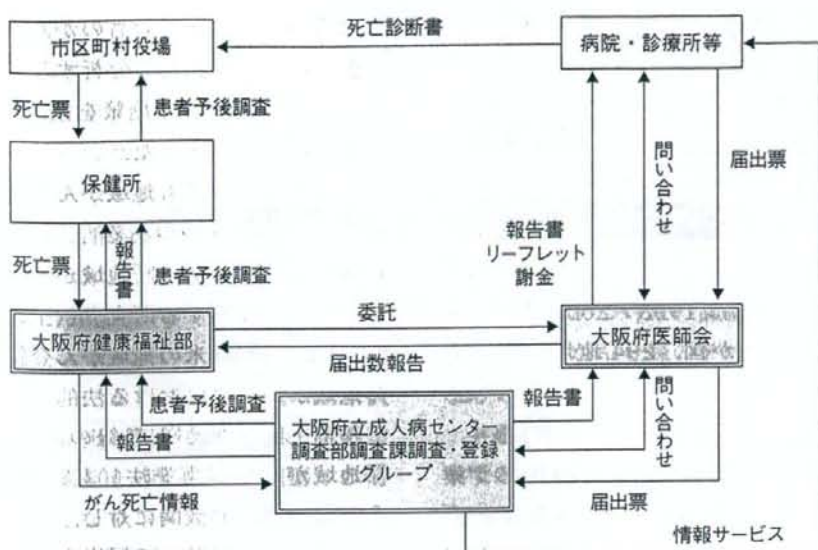 死亡診断書
市区町村役場
病院・診療所等
死亡票
患者予後調査
保健所
問い合わせ
届出票
報告書
リーフレット
謝金
死亡票
報告書
患者予後調査
委託
大阪府健康福祉部
大阪府医師会
届出数報告
患者予後調査
報告書
大阪府立成人病センター
調査部調査課調査・登録
グループ
報告書
問い合わせ
がん死亡情報
届出票
情報サービス